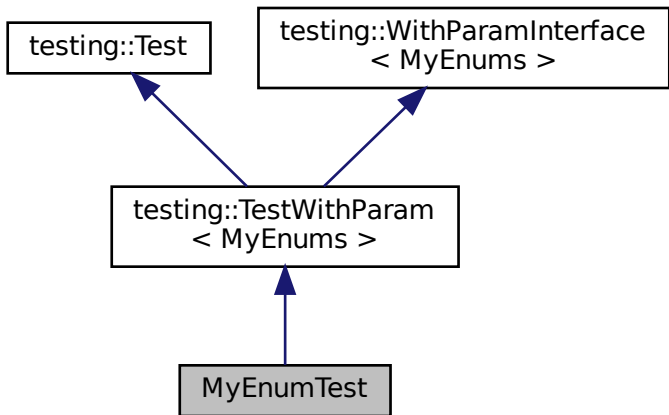 testing::Test
testing::WithParamInterface
< MyEnums >
testing::TestWithParam
< MyEnums >
MyEnumTest